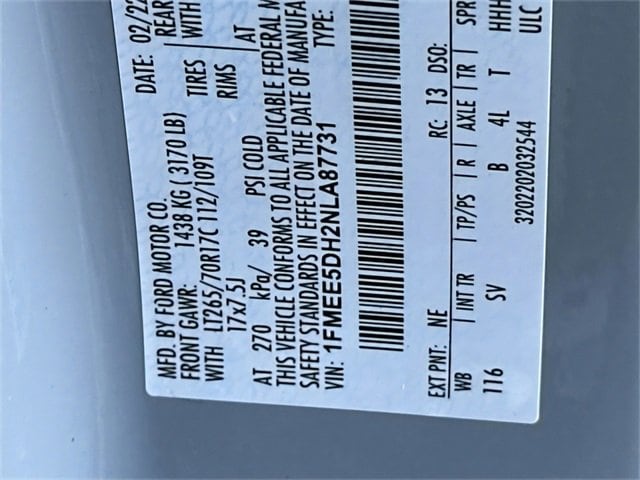 MFD. BY FORD MOTOR CO. DATE: 02/22
FRONT GAWR: 1438 KG ( 3170 LB) REAR
WITH LT265/70R17C 112/109T TIRES WITH
17x7.5J RIMS
AT 270 kPa/ 39 PSI COLD AT
THIS VEHICLE CONFORMS TO ALL APPLICABLE FEDERAL M
SAFETY STANDARDS IN EFFECT ON THE DATE OF MANUFA
VIN: 1FMEE5DH2NLA87731 TYPE:
EXT PNT: NE RC: 13 DSO:
WB | INT TR | TP/PS | R | AXLE | TR | SPR
116 SV B 4L T HHH
3202202032544 ULC